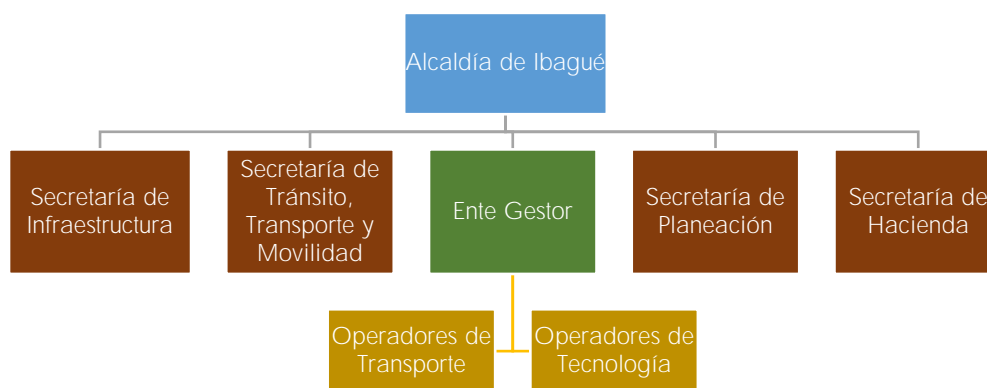 Alcaldía de Ibagué
Secretaría de
Infraestructura
Secretaría de
Tránsito,
Transporte y
Movilidad
Ente Gestor
Secretaría de
Planeación
Secretaría de
Hacienda
Operadores de
Transporte
Operadores de
Tecnología